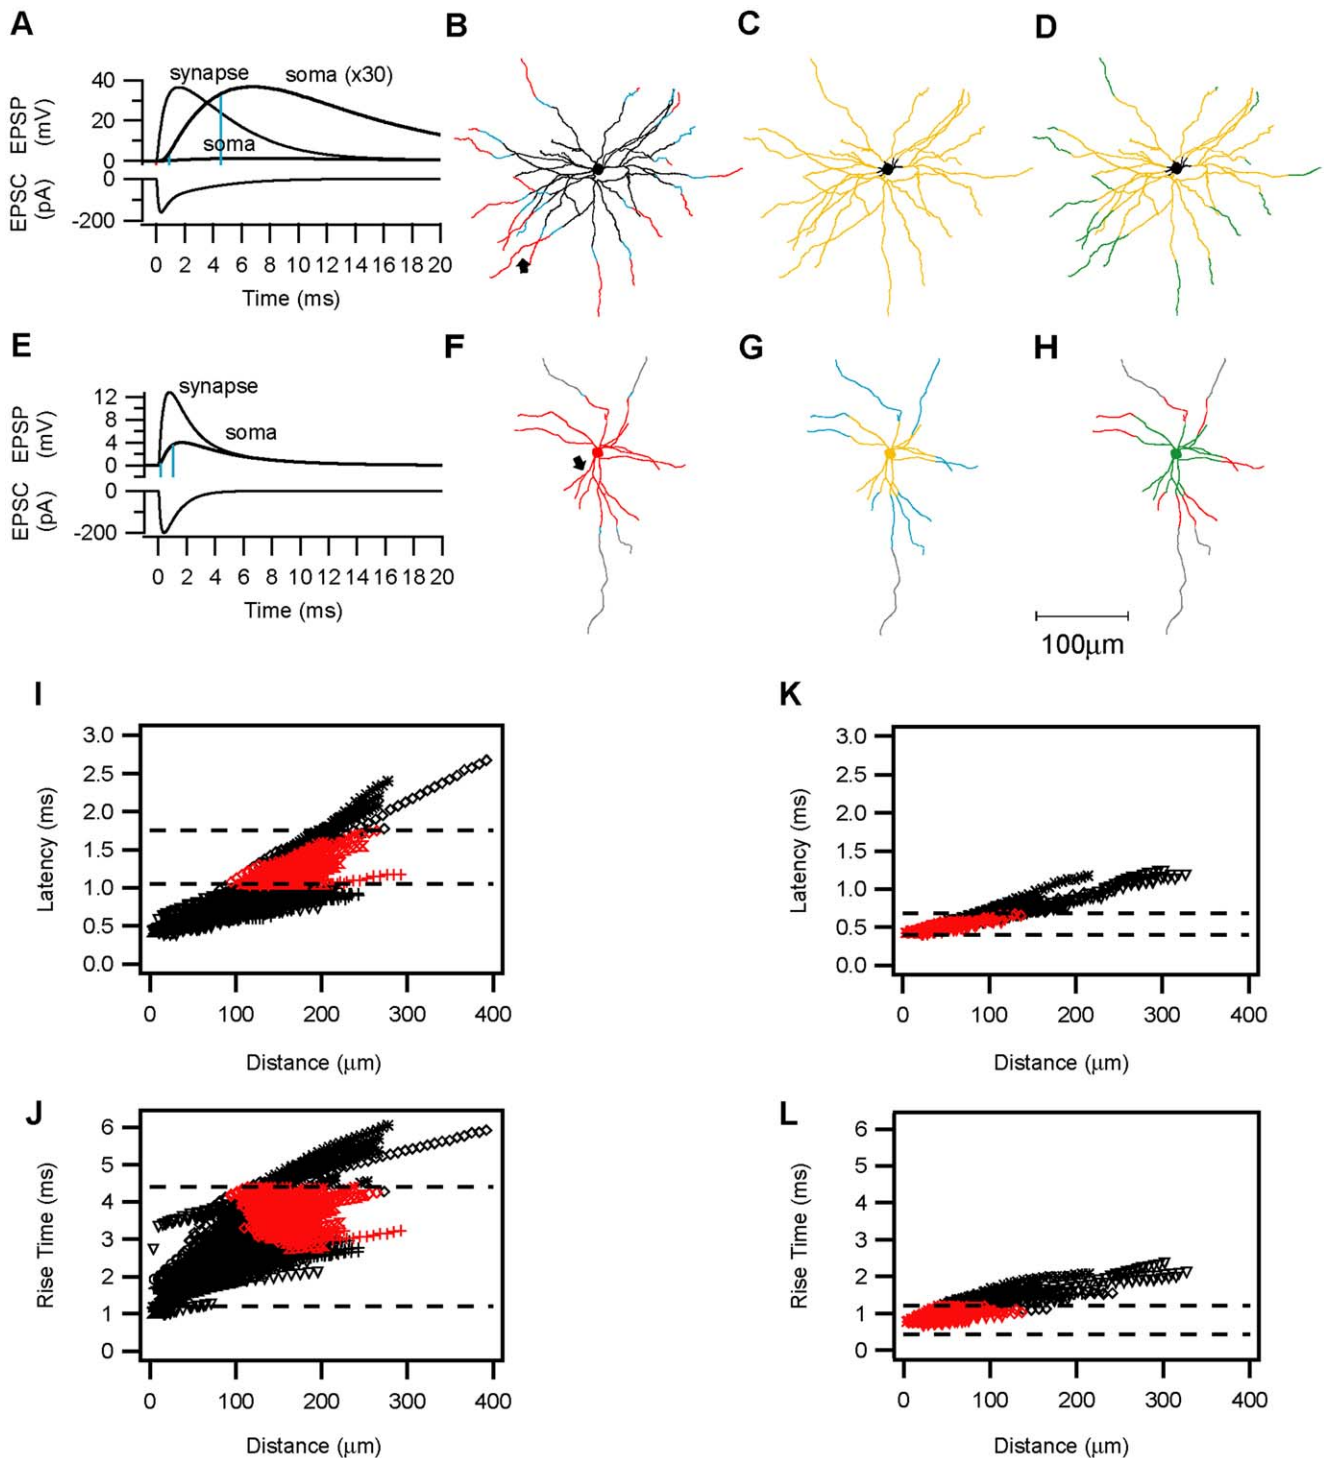 A
B
C
D
synapse
soma (x30)
EPSP
(mV)
40
20
0
soma
EPSC
(pA)
0
-200
0 2 4 6 8 10 12 14 16 18 20
Time (ms)
E
F
G
H
synapse
soma
EPSP
(mV)
12
8
4
0
EPSC
(pA)
0
-200
0 2 4 6 8 10 12 14 16 18 20
Time (ms)
100μm
I
Latency (ms)
3.0
2.5
2.0
1.5
1.0
0.5
0.0
0 100 200 300 400
Distance (μm)
K
Latency (ms)
3.0
2.5
2.0
1.5
1.0
0.5
0.0
0 100 200 300 400
Distance (μm)
J
Rise Time (ms)
6
5
4
3
2
1
0
0 100 200 300 400
Distance (μm)
L
Rise Time (ms)
6
5
4
3
2
1
0
0 100 200 300 400
Distance (μm)